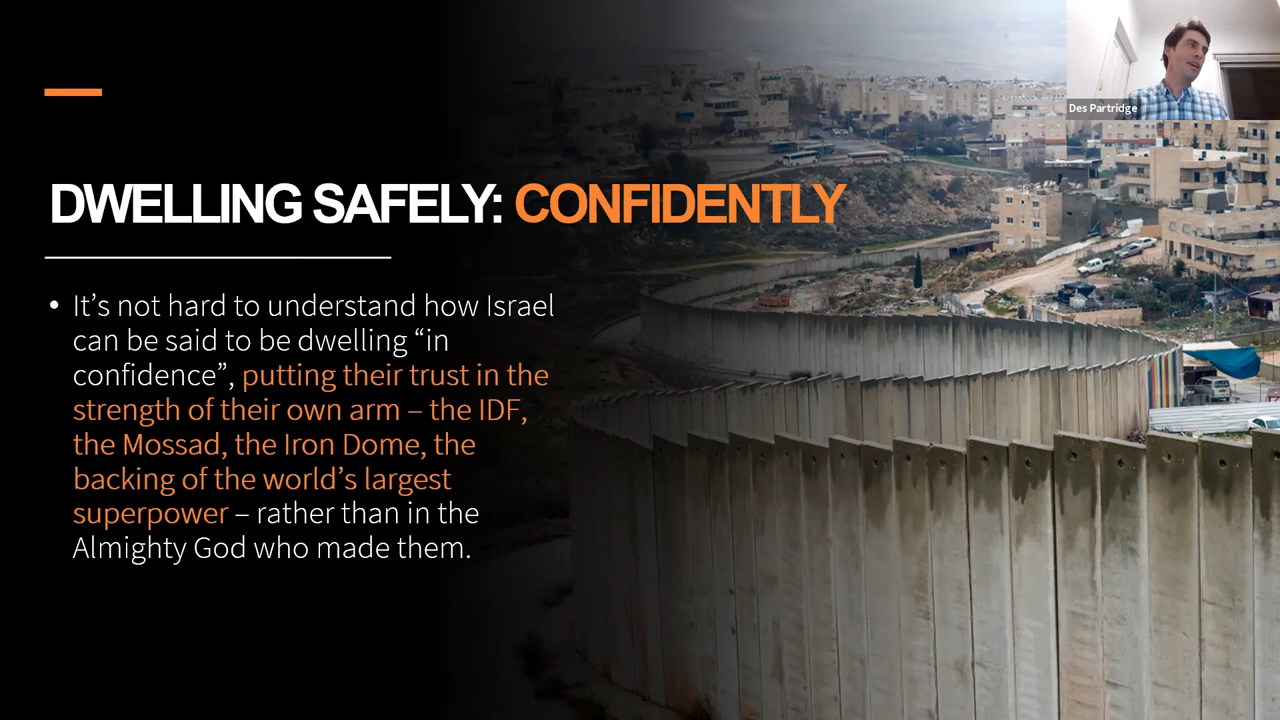 Des Partridge
DWELLING SAFELY: CONFIDENTLY
• It’s not hard to understand how Israel
can be said to be dwelling “in
confidence”, putting their trust in the
strength of their own arm – the IDF,
the Mossad, the Iron Dome, the
backing of the world’s largest
superpower – rather than in the
Almighty God who made them.